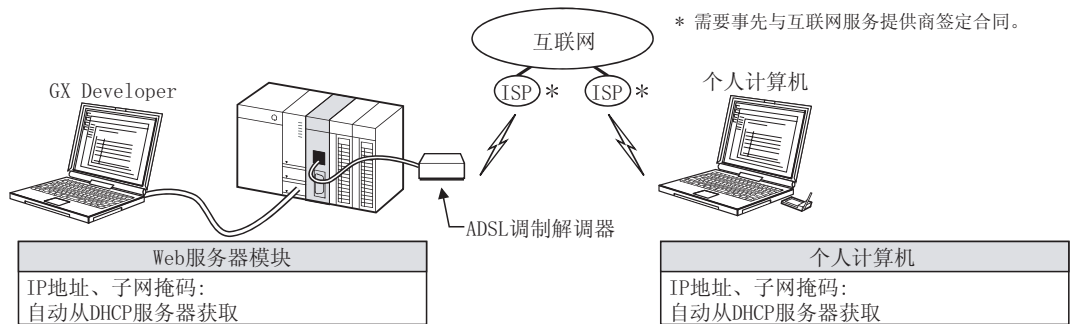 * 需要事先与互联网服务提供商签定合同。
互联网
ISP * ISP *
GX Developer
个人计算机
ADSL调制解调器
Web服务器模块
IP地址、子网掩码:
自动从DHCP服务器获取
个人计算机
IP地址、子网掩码:
自动从DHCP服务器获取